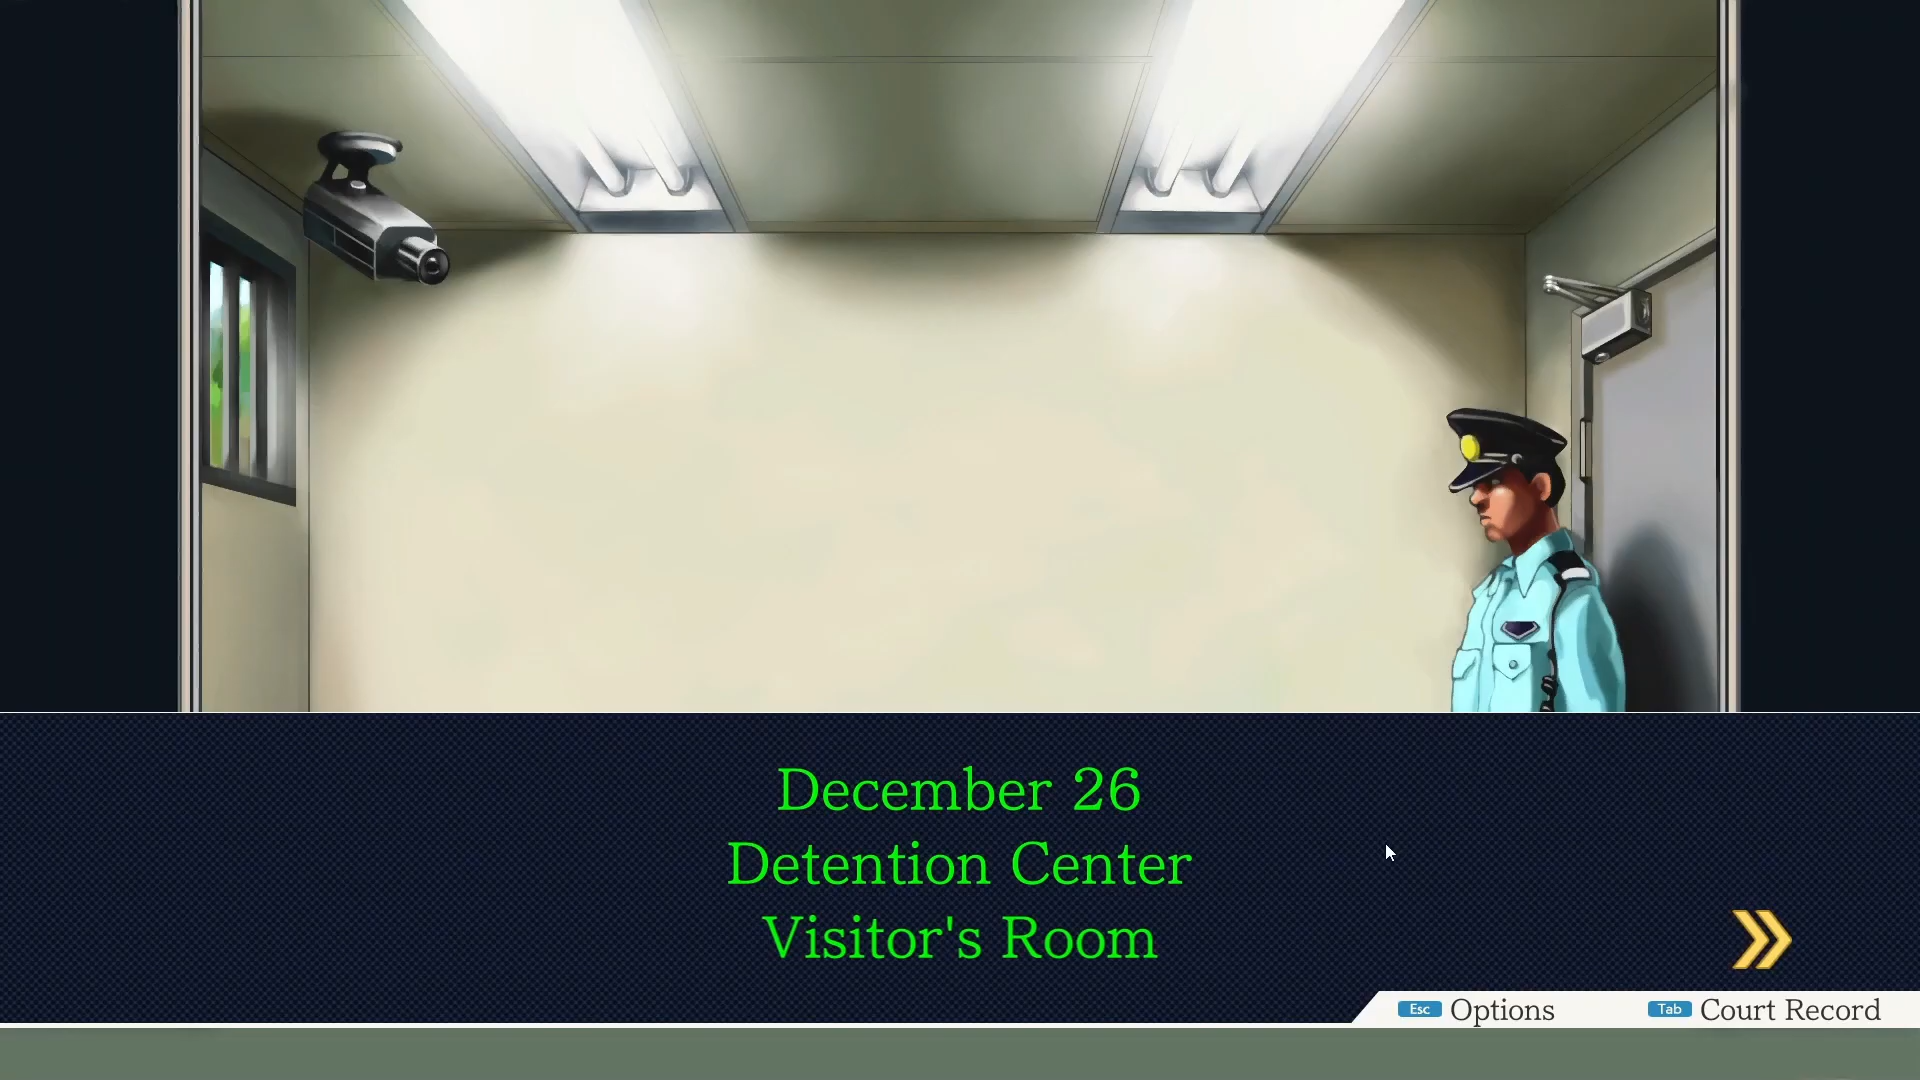 December 26
Detention Center
Visitor's Room
Esc Options Tab Court Record